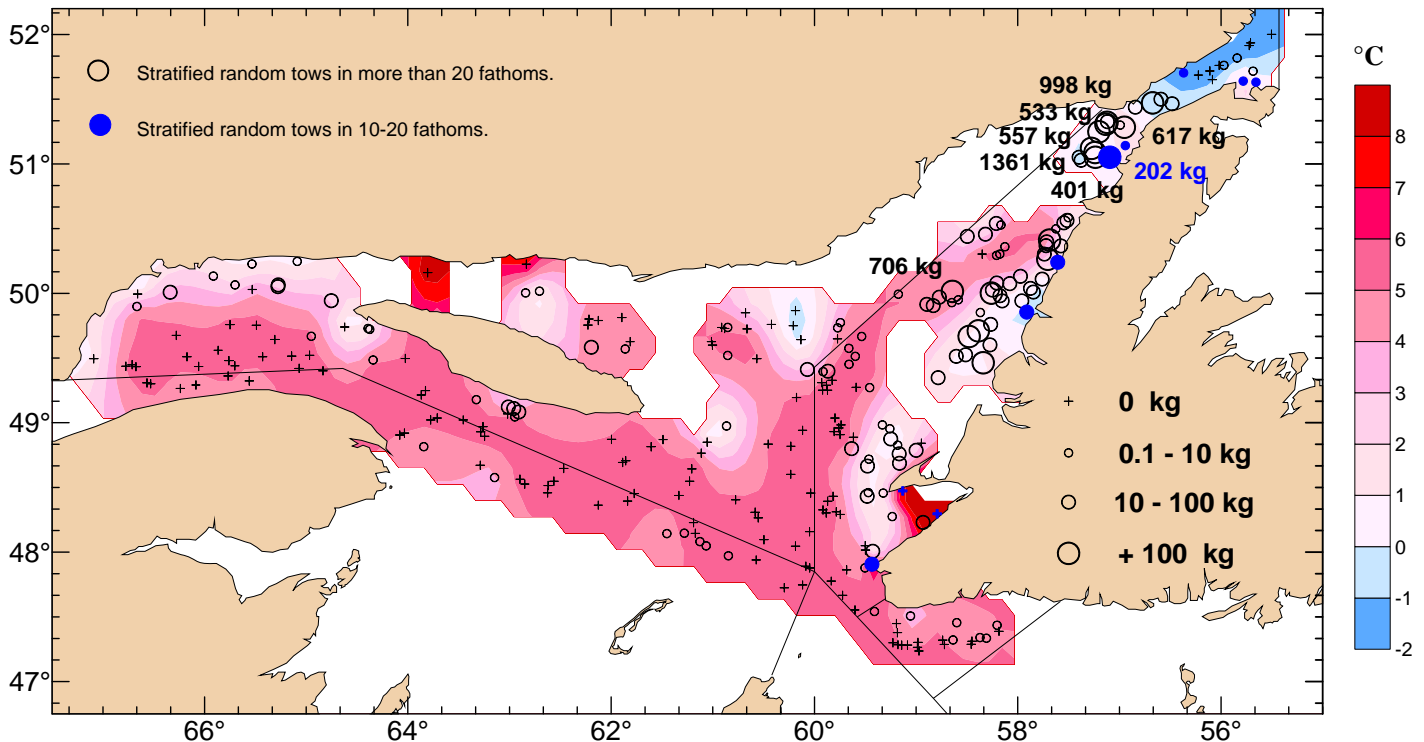 52°
51°
50°
49°
48°
47°
Stratified random tows in more than 20 fathoms.
Stratified random tows in 10-20 fathoms.
998 kg
533 kg
557 kg
617 kg
1361 kg
202 kg
401 kg
706 kg
0 kg
0.1 - 10 kg
10 - 100 kg
+ 100 kg
66°
64°
62°
60°
58°
56°
°C
8
7
6
5
4
3
2
1
0
-1
-2